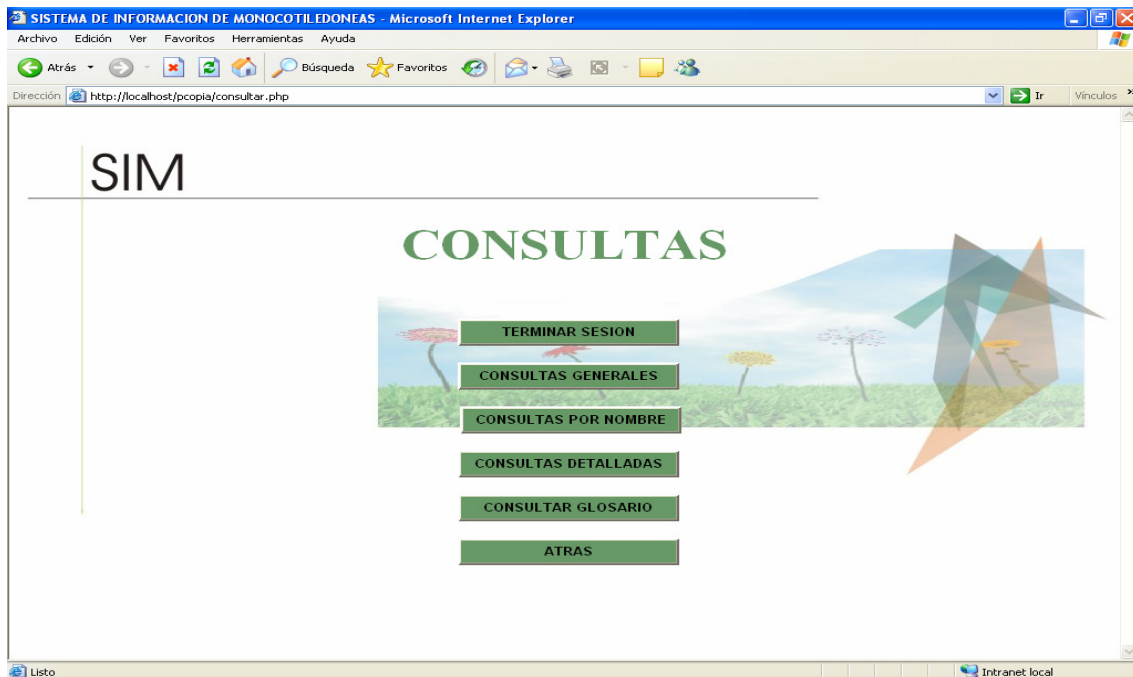 SISTEMA DE INFORMACION DE MONOCOTILEDONEAS - Microsoft Internet Explorer
Archivo Edición Ver Favoritos Herramientas Ayuda
Atrás Búsqueda Favoritos
Dirección http://localhost/pcopia/consultar.php Ir Vínculos »
SIM
CONSULTAS
TERMINAR SESION
CONSULTAS GENERALES
CONSULTAS POR NOMBRE
CONSULTAS DETALLADAS
CONSULTAR GLOSARIO
ATRAS
Listo Intranet local